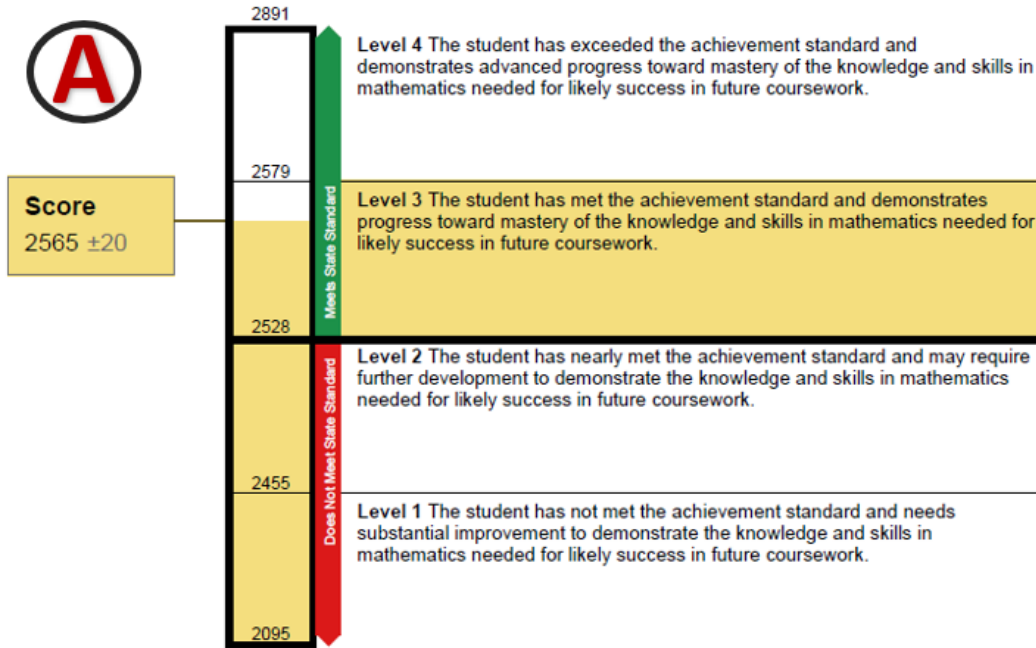 2891
A
Level 4 The student has exceeded the achievement standard and
demonstrates advanced progress toward mastery of the knowledge and skills in
mathematics needed for likely success in future coursework.
2579
Score
2565 ±20
Meets State Standard
Level 3 The student has met the achievement standard and demonstrates
progress toward mastery of the knowledge and skills in mathematics needed for
likely success in future coursework.
2528
Does Not Meet State Standard
Level 2 The student has nearly met the achievement standard and may require
further development to demonstrate the knowledge and skills in mathematics
needed for likely success in future coursework.
2455
Level 1 The student has not met the achievement standard and needs
substantial improvement to demonstrate the knowledge and skills in
mathematics needed for likely success in future coursework.
2095